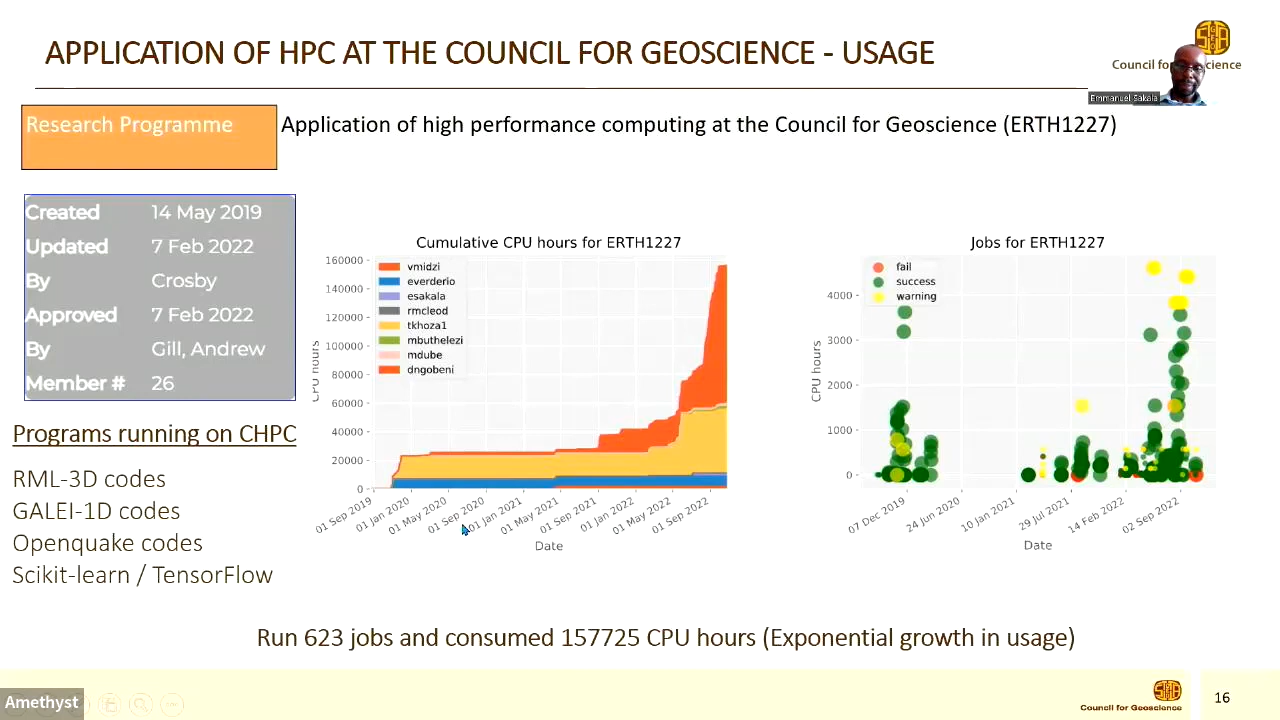 APPLICATION OF HPC AT THE COUNCIL FOR GEOSCIENCE - USAGE
Council for
ience
Emmanuel Sakala
Research Programme
Application of high performance computing at the Council for Geoscience (ERTH1227)
Created 14 May 2019
Updated 7 Feb 2022
By Crosby
Approved 7 Feb 2022
By Gill, Andrew
Member # 26
Programs running on CHPC
RML-3D codes
GALEI-1D codes
Openquake codes
Scikit-learn / TensorFlow
Cumulative CPU hours for ERTH1227
160000
140000
120000
100000
80000
60000
40000
20000
0
CPU hours
vmidzi
everderio
esakala
rmcleod
tkhoza1
mbuthelezi
mdube
dngobeni
01 Sep 2019
01 Jan 2020
01 May 2020
01 Sep 2020
01 Jan 2021
01 May 2021
01 Sep 2021
01 Jan 2022
01 May 2022
01 Sep 2022
Date
Jobs for ERTH1227
4000
3000
2000
1000
0
CPU hours
fail
success
warning
07 Dec 2019
24 Jun 2020
10 Jan 2021
29 Jul 2021
14 Feb 2022
02 Sep 2022
Date
Run 623 jobs and consumed 157725 CPU hours (Exponential growth in usage)
Amethyst
Council for Geoscience
16